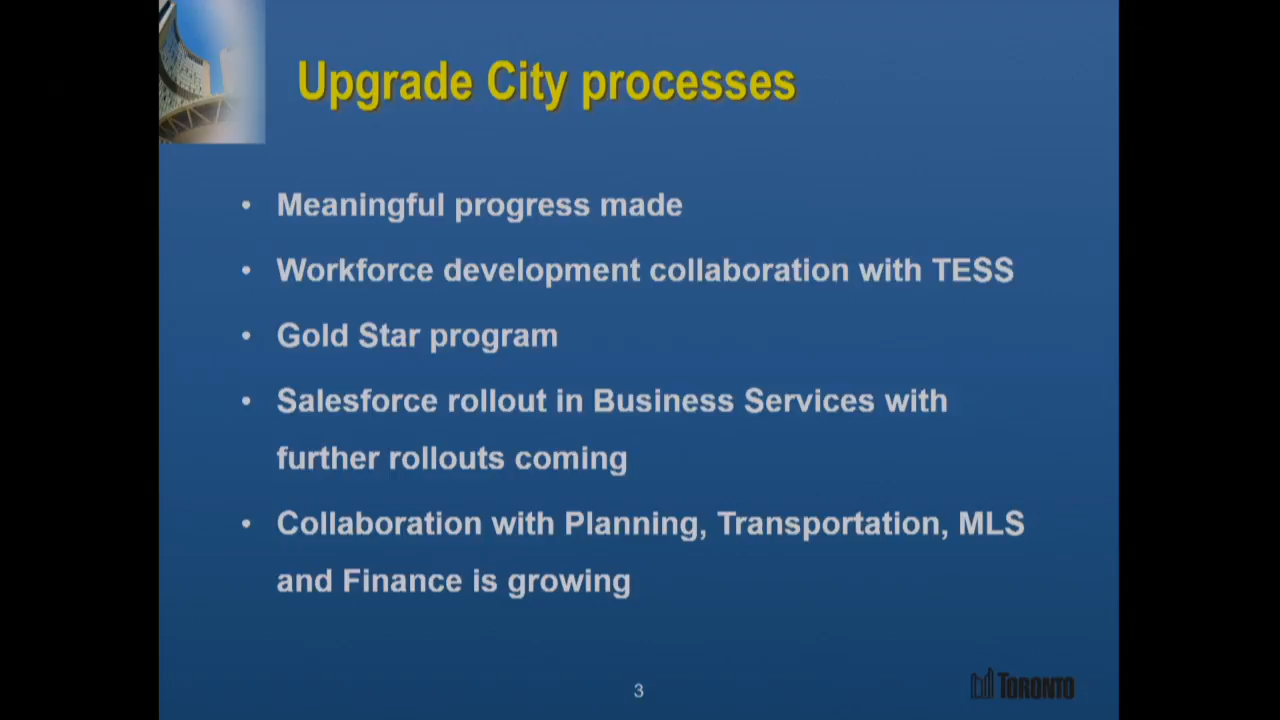 Upgrade City processes
• Meaningful progress made
• Workforce development collaboration with TESS
• Gold Star program
• Salesforce rollout in Business Services with
further rollouts coming
• Collaboration with Planning, Transportation, MLS
and Finance is growing
3
TORONTO